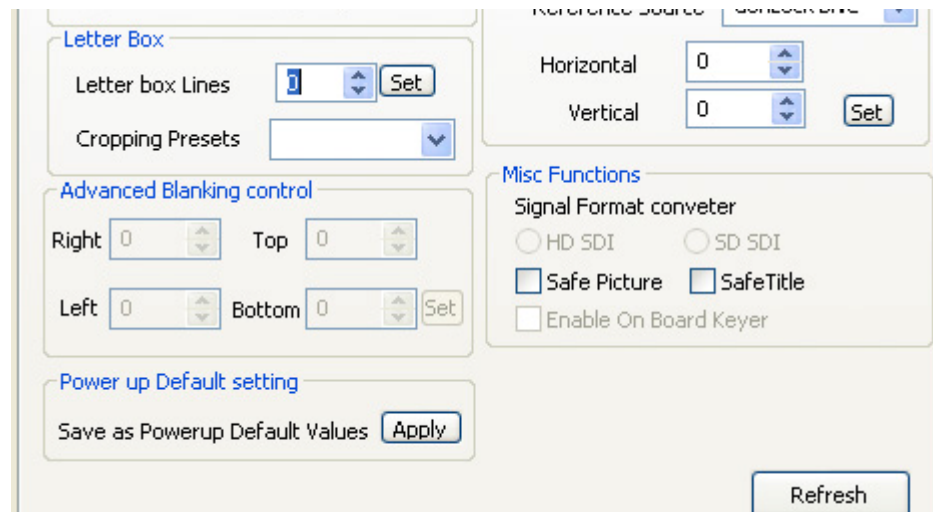 Reference Source
Letter Box
Letter box Lines 0 Set
Cropping Presets
Horizontal 0
Vertical 0 Set
Advanced Blanking control
Right 0 Top 0
Left 0 Bottom 0 Set
Misc Functions
Signal Format conveter
HD SDI SD SDI
Safe Picture SafeTitle
Enable On Board Keyer
Power up Default setting
Save as Powerup Default Values Apply
Refresh